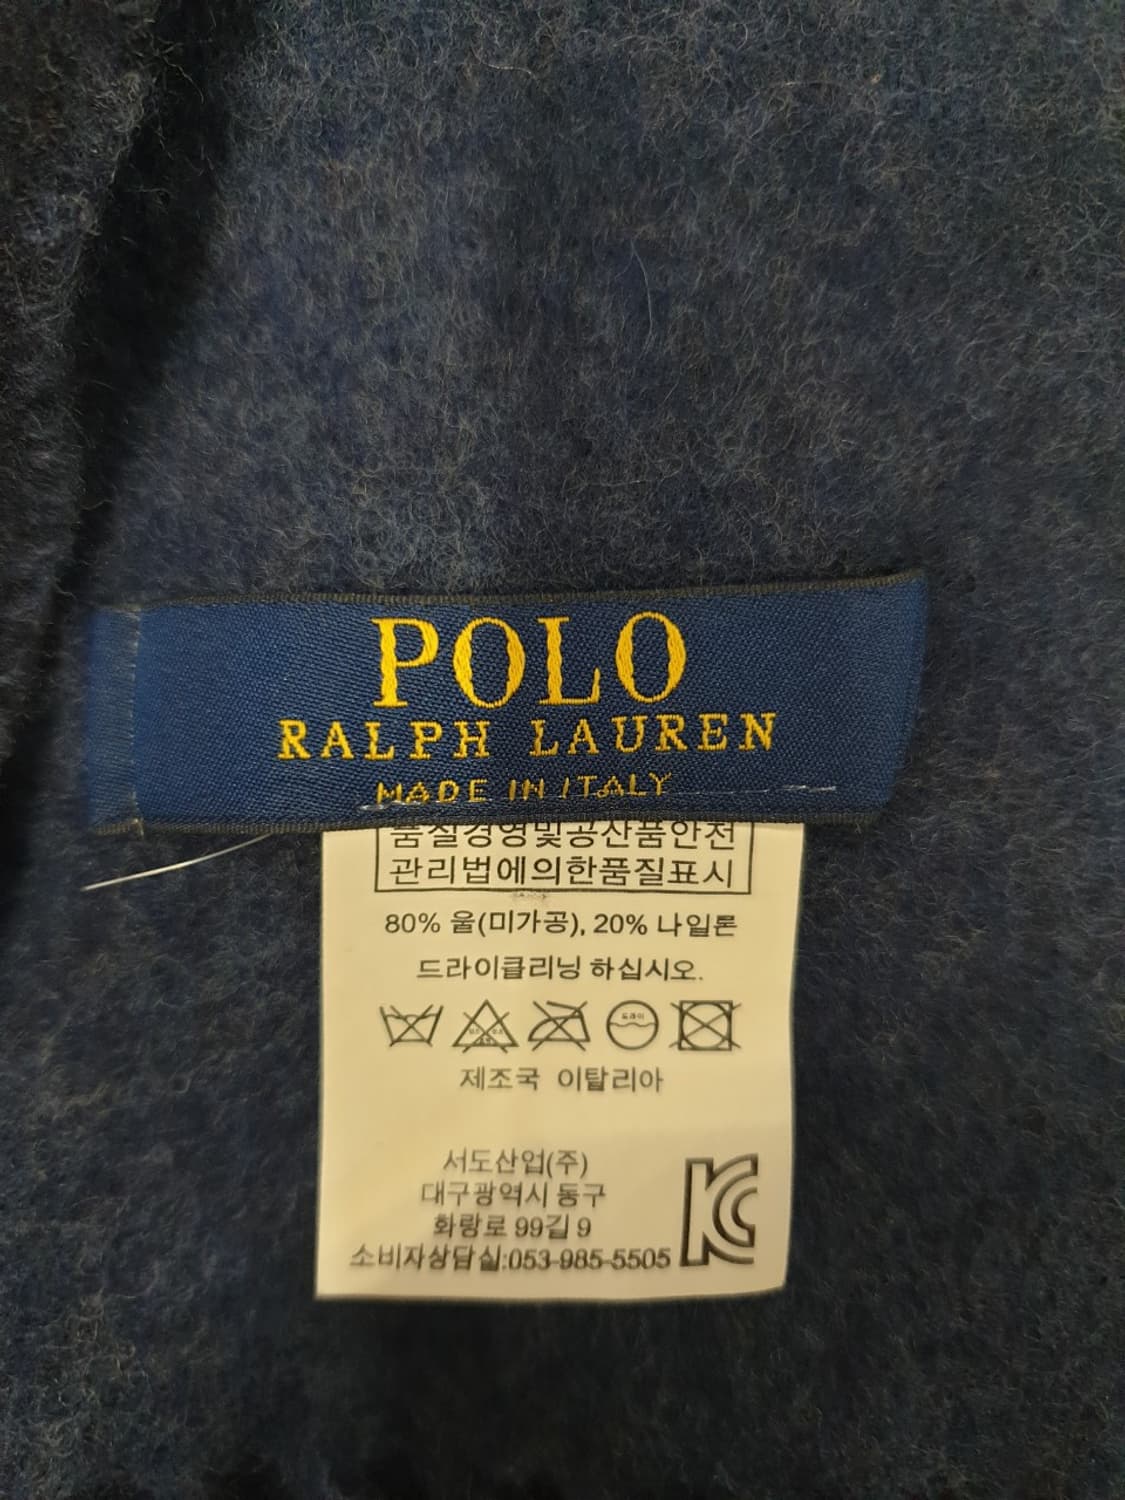 POLO
RALPH LAUREN
MADE IN ITALY
품질경영및공산품안전
관리법에의한품질표시
80% 울(미가공), 20% 나일론
드라이클리닝 하십시오.
드라이
제조국 이탈리아
서도산업(주)
대구광역시 동구
화랑로 99길 9
소비자상담실:053-985-5505